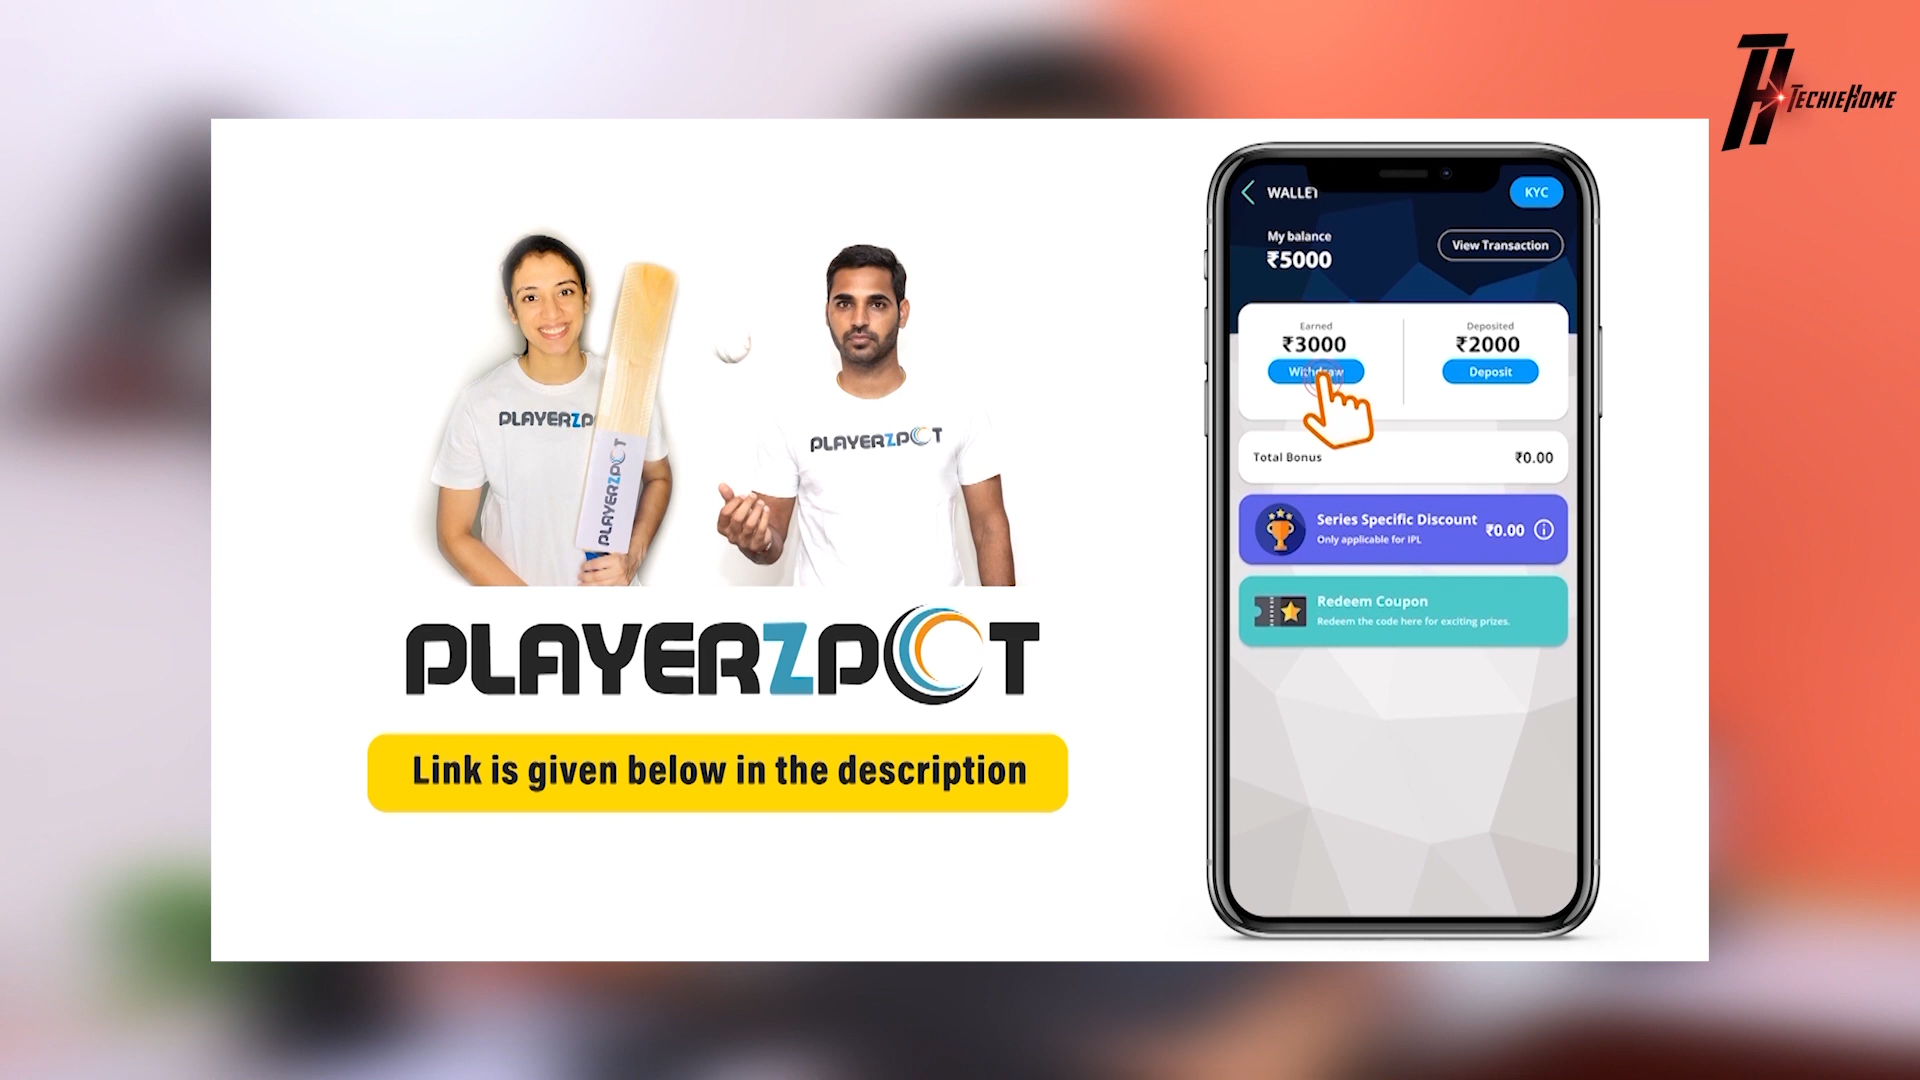 TECHIEHOME
WALLET
KYC
My balance
₹5000
View Transaction
Earned
₹3000
Withdraw
Deposited
₹2000
Deposit
Total Bonus
₹0.00
Series Specific Discount
Only applicable for IPL
₹0.00
Redeem Coupon
Redeem the code here for exciting prizes.
PLAYERZP
PLAYERZPOT
PLAYERZPOT
PLAYERZPOT
Link is given below in the description